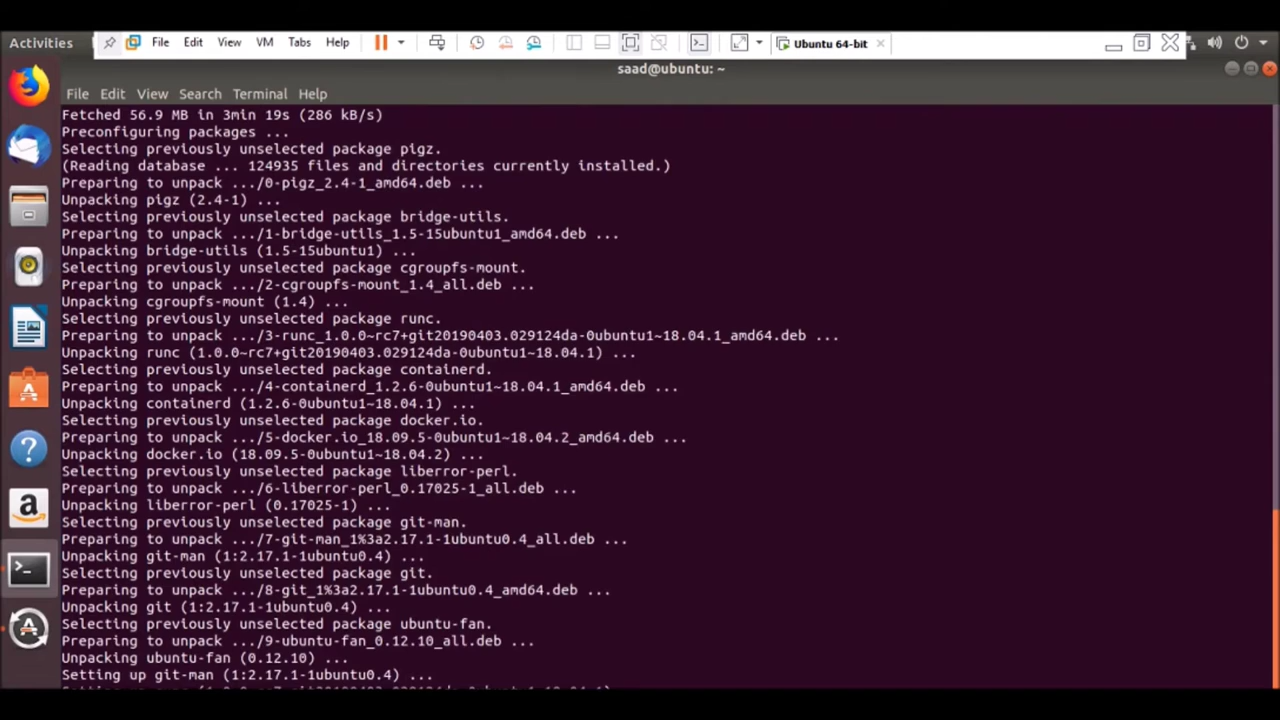 Activities
File Edit View VM Tabs Help
Ubuntu 64-bit
saad@ubuntu: ~
File Edit View Search Terminal Help
Fetched 56.9 MB in 3min 19s (286 kB/s)
Preconfiguring packages ...
Selecting previously unselected package pigz.
(Reading database ... 124935 files and directories currently installed.)
Preparing to unpack .../0-pigz_2.4-1_amd64.deb ...
Unpacking pigz (2.4-1) ...
Selecting previously unselected package bridge-utils.
Preparing to unpack .../1-bridge-utils_1.5-15ubuntu1_amd64.deb ...
Unpacking bridge-utils (1.5-15ubuntu1) ...
Selecting previously unselected package cgroupfs-mount.
Preparing to unpack .../2-cgroupfs-mount_1.4_all.deb ...
Unpacking cgroupfs-mount (1.4) ...
Selecting previously unselected package runc.
Preparing to unpack .../3-runc_1.0.0~rc7+git20190403.029124da-0ubuntu1~18.04.1_amd64.deb ...
Unpacking runc (1.0.0~rc7+git20190403.029124da-0ubuntu1~18.04.1) ...
Selecting previously unselected package containerd.
Preparing to unpack .../4-containerd_1.2.6-0ubuntu1~18.04.1_amd64.deb ...
Unpacking containerd (1.2.6-0ubuntu1~18.04.1) ...
Selecting previously unselected package docker.io.
Preparing to unpack .../5-docker.io_18.09.5-0ubuntu1~18.04.2_amd64.deb ...
Unpacking docker.io (18.09.5-0ubuntu1~18.04.2) ...
Selecting previously unselected package liberror-perl.
Preparing to unpack .../6-liberror-perl_0.17025-1_all.deb ...
Unpacking liberror-perl (0.17025-1) ...
Selecting previously unselected package git-man.
Preparing to unpack .../7-git-man_1%3a2.17.1-1ubuntu0.4_all.deb ...
Unpacking git-man (1:2.17.1-1ubuntu0.4) ...
Selecting previously unselected package git.
Preparing to unpack .../8-git_1%3a2.17.1-1ubuntu0.4_amd64.deb ...
Unpacking git (1:2.17.1-1ubuntu0.4) ...
Selecting previously unselected package ubuntu-fan.
Preparing to unpack .../9-ubuntu-fan_0.12.10_all.deb ...
Unpacking ubuntu-fan (0.12.10) ...
Setting up git-man (1:2.17.1-1ubuntu0.4) ...